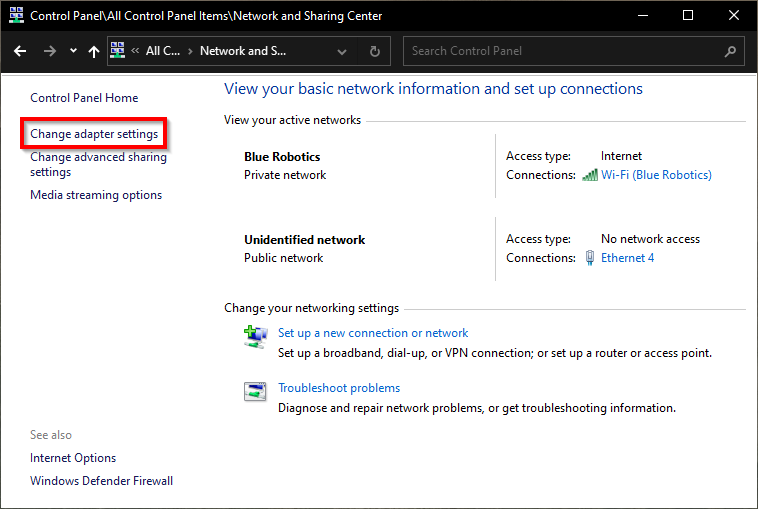 Control Panel\All Control Panel Items\Network and Sharing Center
All C... Network and S...
Search Control Panel
Control Panel Home
Change adapter settings
Change advanced sharing
settings
Media streaming options
View your basic network information and set up connections
View your active networks
Blue Robotics
Private network
Access type: Internet
Connections: Wi-Fi (Blue Robotics)
Unidentified network
Public network
Access type: No network access
Connections: Ethernet 4
Change your networking settings
Set up a new connection or network
Set up a broadband, dial-up, or VPN connection; or set up a router or access point.
Troubleshoot problems
Diagnose and repair network problems, or get troubleshooting information.
See also
Internet Options
Windows Defender Firewall